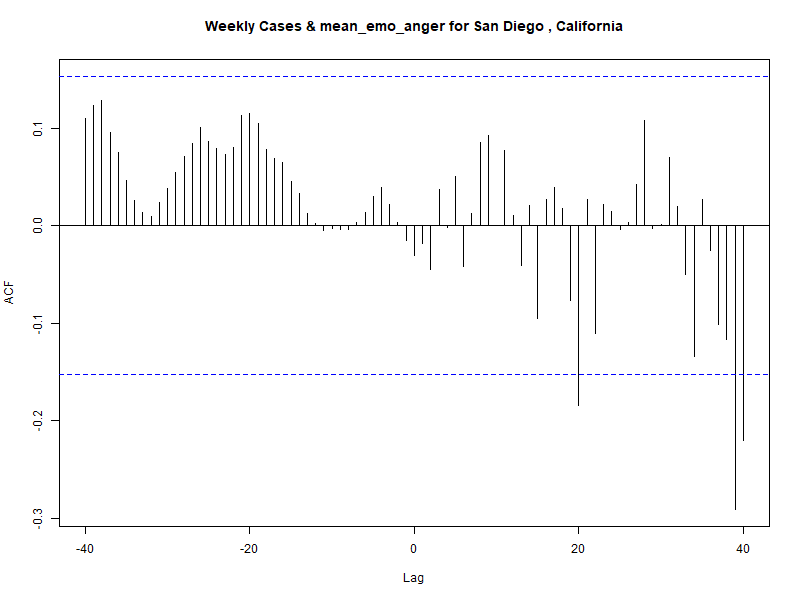 Weekly Cases & mean_emo_anger for San Diego , California
ACF
0.1
0.0
-0.1
-0.2
-0.3
-40 -20 0 20 40
Lag